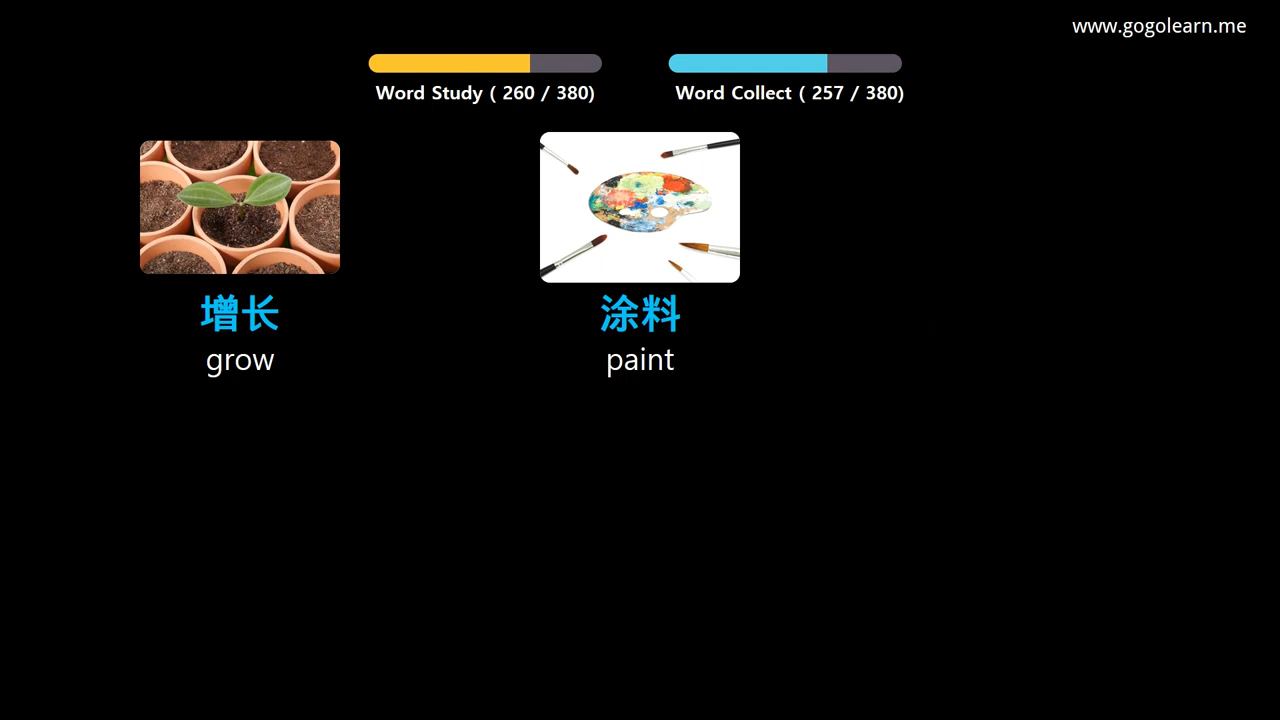 www.gogolearn.me
Word Study ( 260 / 380)
Word Collect ( 257 / 380)
增长
grow
涂料
paint